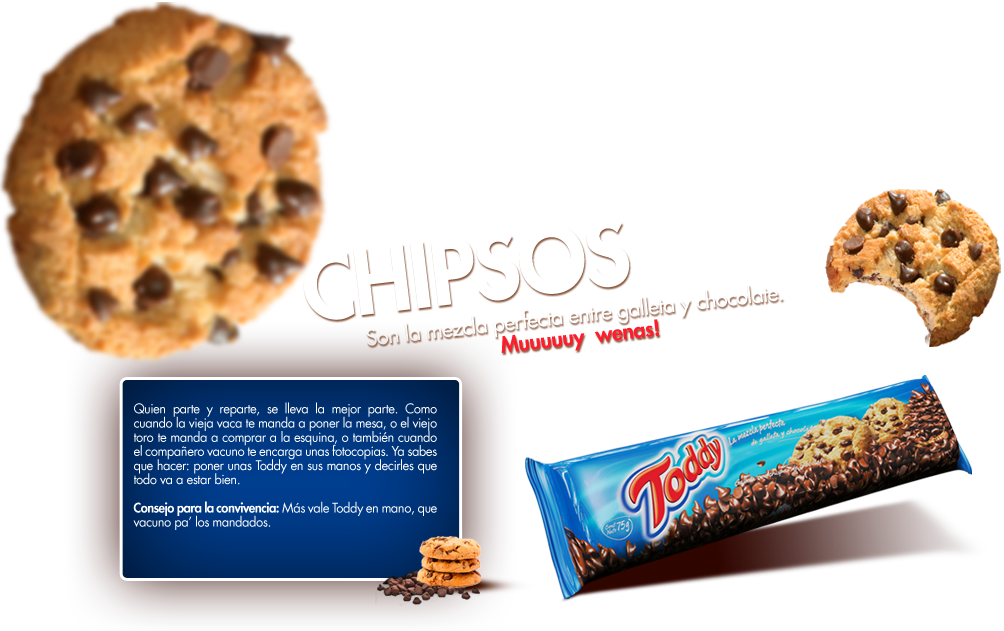 CHIPSOS
Son la mezcla perfecta entre galleta y chocolate.
Muuuuuy wenas!
Quien parte y reparte, se lleva la mejor parte. Como
cuando la vieja vaca te manda a poner la mesa, o el viejo
toro te manda a comprar a la esquina, o también cuando
el compañero vacuno te encarga unas fotocopias. Ya sabes
que hacer: poner unas Toddy en sus manos y decirles que
todo va a estar bien.
Consejo para la convivencia: Más vale Toddy en mano, que
vacuno pa’ los mandados.
Toddy
La mezcla perfecta
de galleta y chocolate
75g